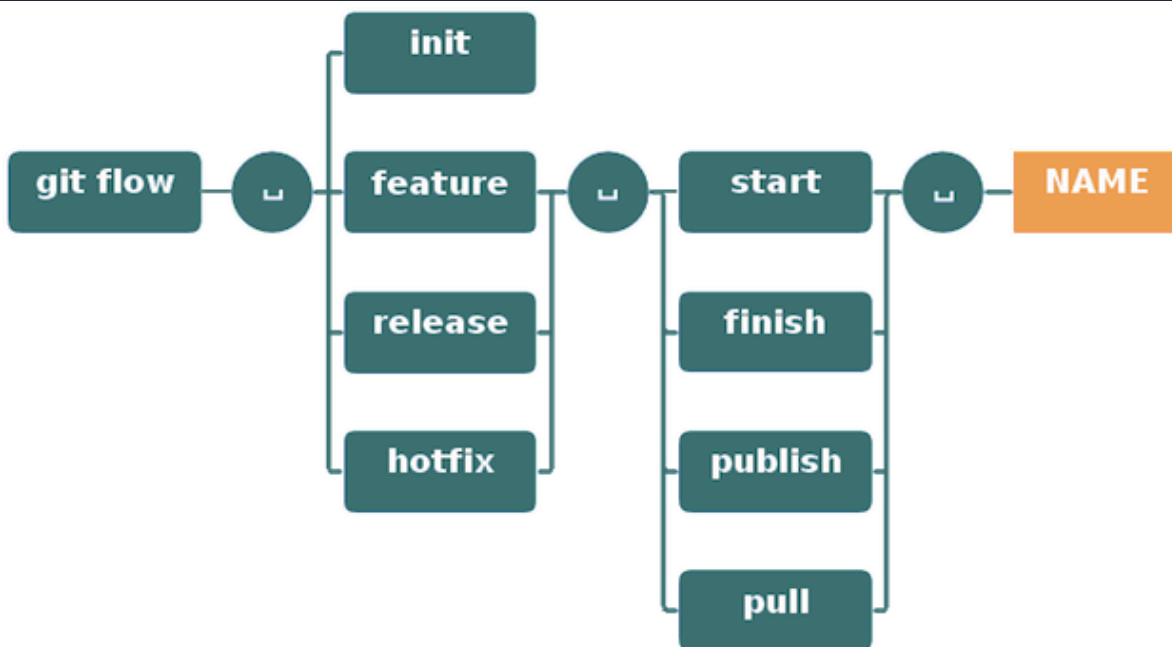 init
git flow
␣
feature
␣
start
␣
NAME
release
finish
hotfix
publish
pull